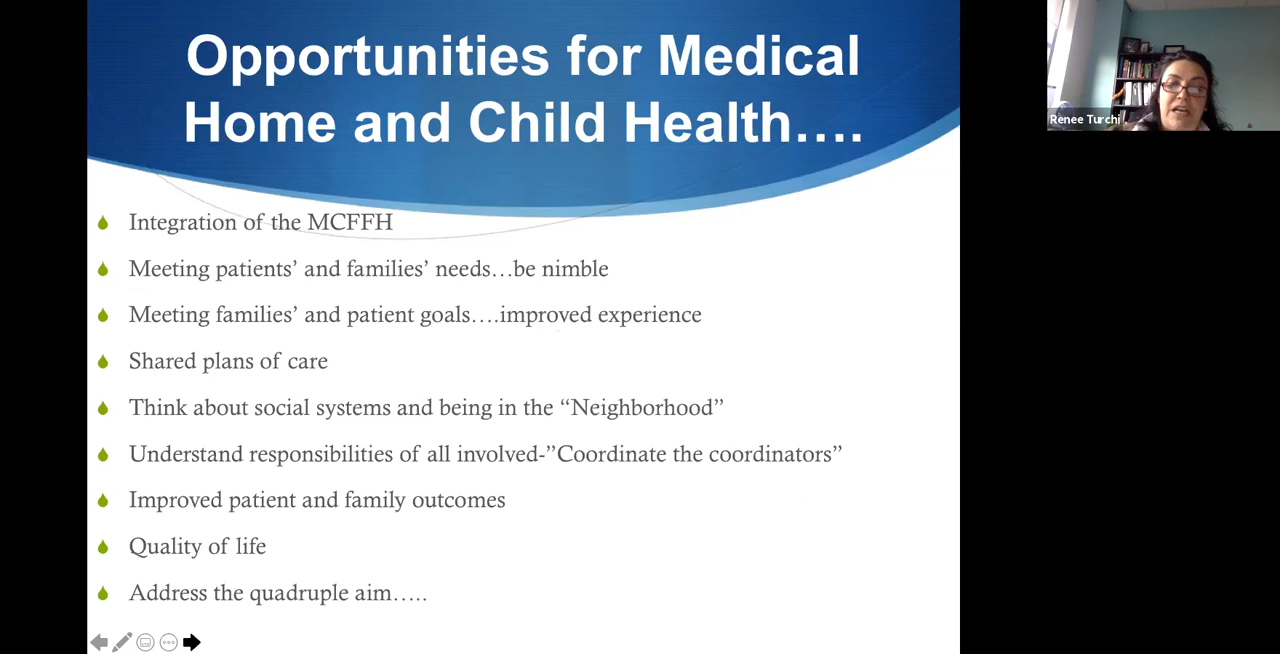 Opportunities for Medical
Home and Child Health….
Integration of the MCFFH
Meeting patients’ and families’ needs…be nimble
Meeting families’ and patient goals….improved experience
Shared plans of care
Think about social systems and being in the “Neighborhood”
Understand responsibilities of all involved-”Coordinate the coordinators”
Improved patient and family outcomes
Quality of life
Address the quadruple aim…..
Renee Turchi